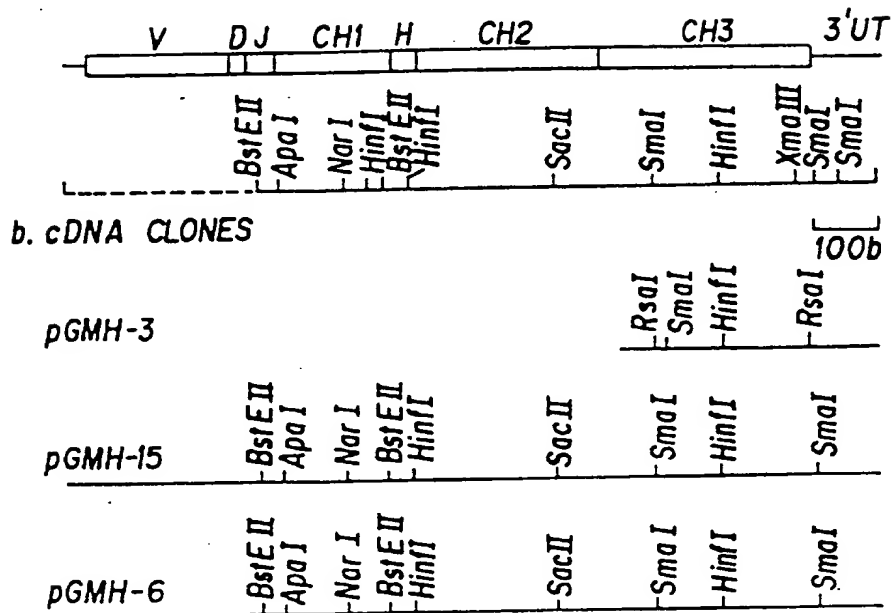 V D J CH1 H CH2 CH3 3'UT
BstEII ApaI NarI HinfI BstEII HinfI SacII SmaI HinfI XmaIII SmaI SmaI
b. cDNA CLONES
100b
pGMH-3 RsaI SmaI HinfI RsaI
pGMH-15 BstEII ApaI NarI BstEII HinfI SacII SmaI HinfI SmaI
pGMH-6 BstEII ApaI NarI BstEII HinfI SacII SmaI HinfI SmaI